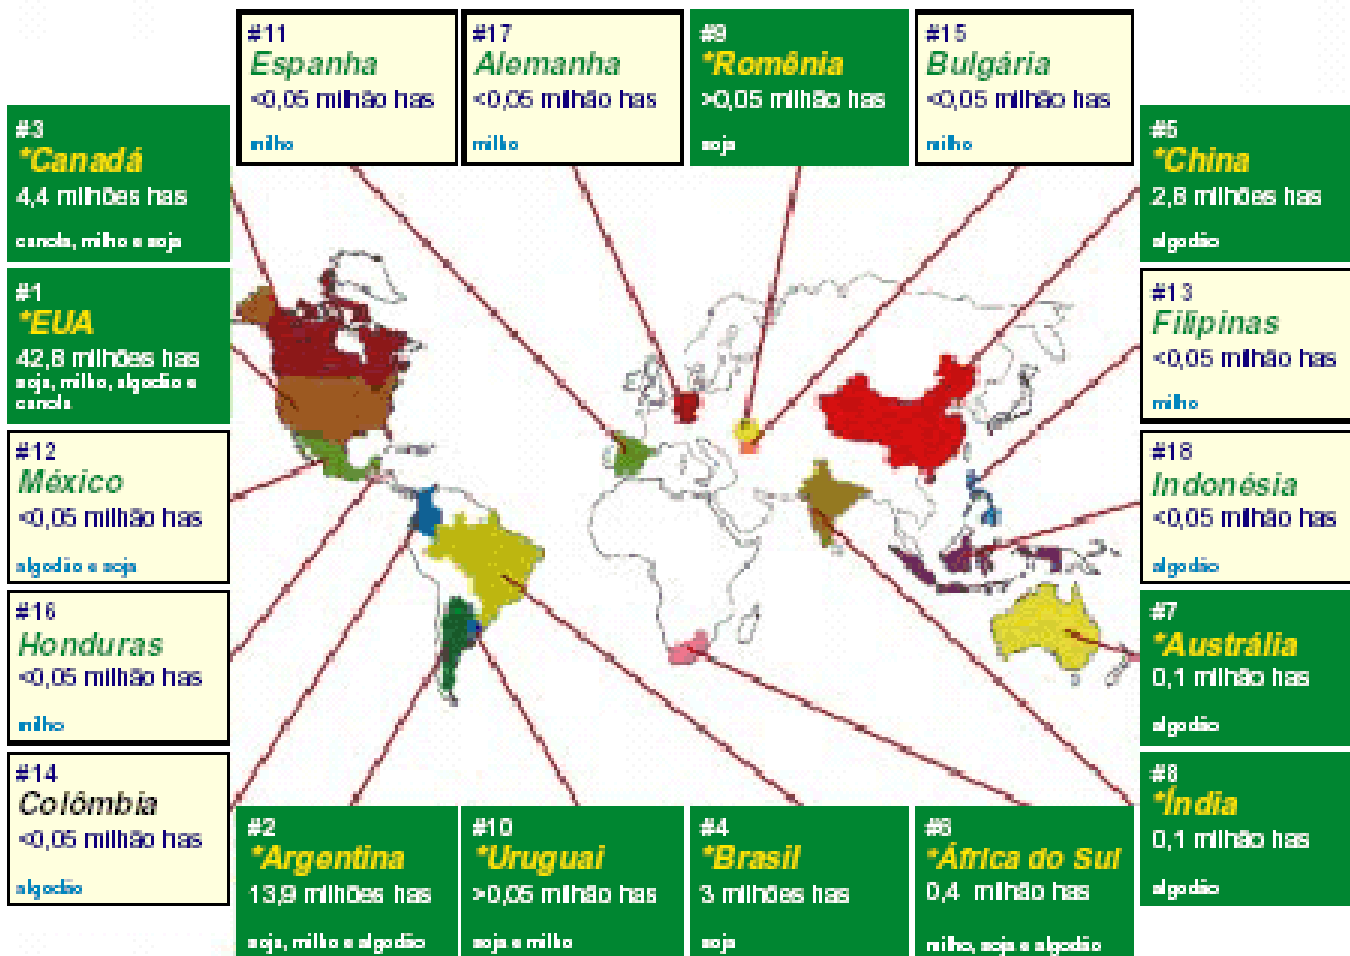 #11
Espanha
<0,05 milhão has
milho
#17
Alemanha
<0,05 milhão has
milho
#9
*Romênia
>0,05 milhão has
soja
#15
Bulgária
<0,05 milhão has
milho
#3
*Canadá
4,4 milhões has
canola, milho e soja
#1
*EUA
42,8 milhões has
soja, milho, algodão e
canola
#12
México
<0,05 milhão has
algodão e soja
#16
Honduras
<0,05 milhão has
milho
#14
Colômbia
<0,05 milhão has
algodão
#2
*Argentina
13,9 milhões has
soja, milho e algodão
#10
*Uruguai
>0,05 milhão has
soja e milho
#4
*Brasil
3 milhões has
soja
#6
*África do Sul
0,4 milhão has
milho, soja e algodão
#5
*China
2,8 milhões has
algodão
#13
Filipinas
<0,05 milhão has
milho
#18
Indonésia
<0,05 milhão has
algodão
#7
*Austrália
0,1 milhão has
algodão
#8
*Índia
0,1 milhão has
algodão